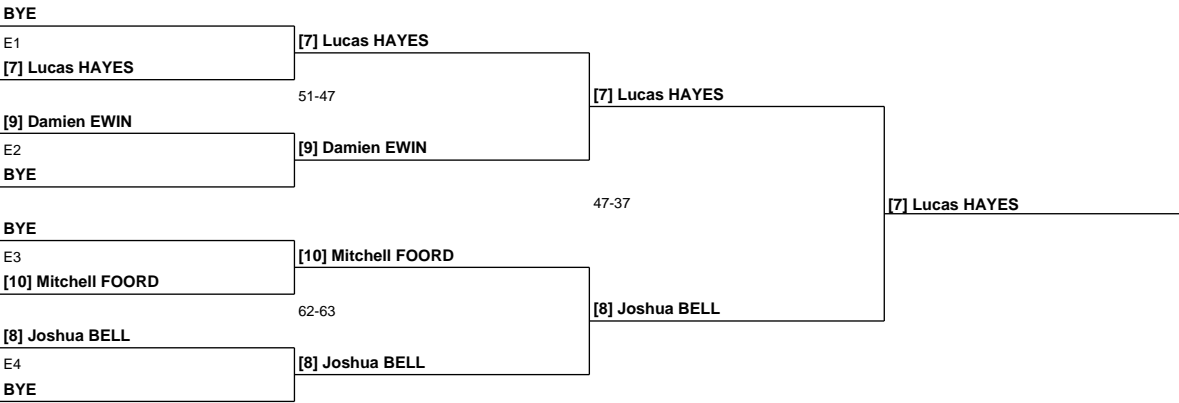 BYE
E1
[7] Lucas HAYES
[7] Lucas HAYES
51-47
[7] Lucas HAYES
[9] Damien EWIN
E2
[9] Damien EWIN
BYE
47-37
[7] Lucas HAYES
BYE
E3
[10] Mitchell FOORD
[10] Mitchell FOORD
62-63
[8] Joshua BELL
[8] Joshua BELL
E4
[8] Joshua BELL
BYE